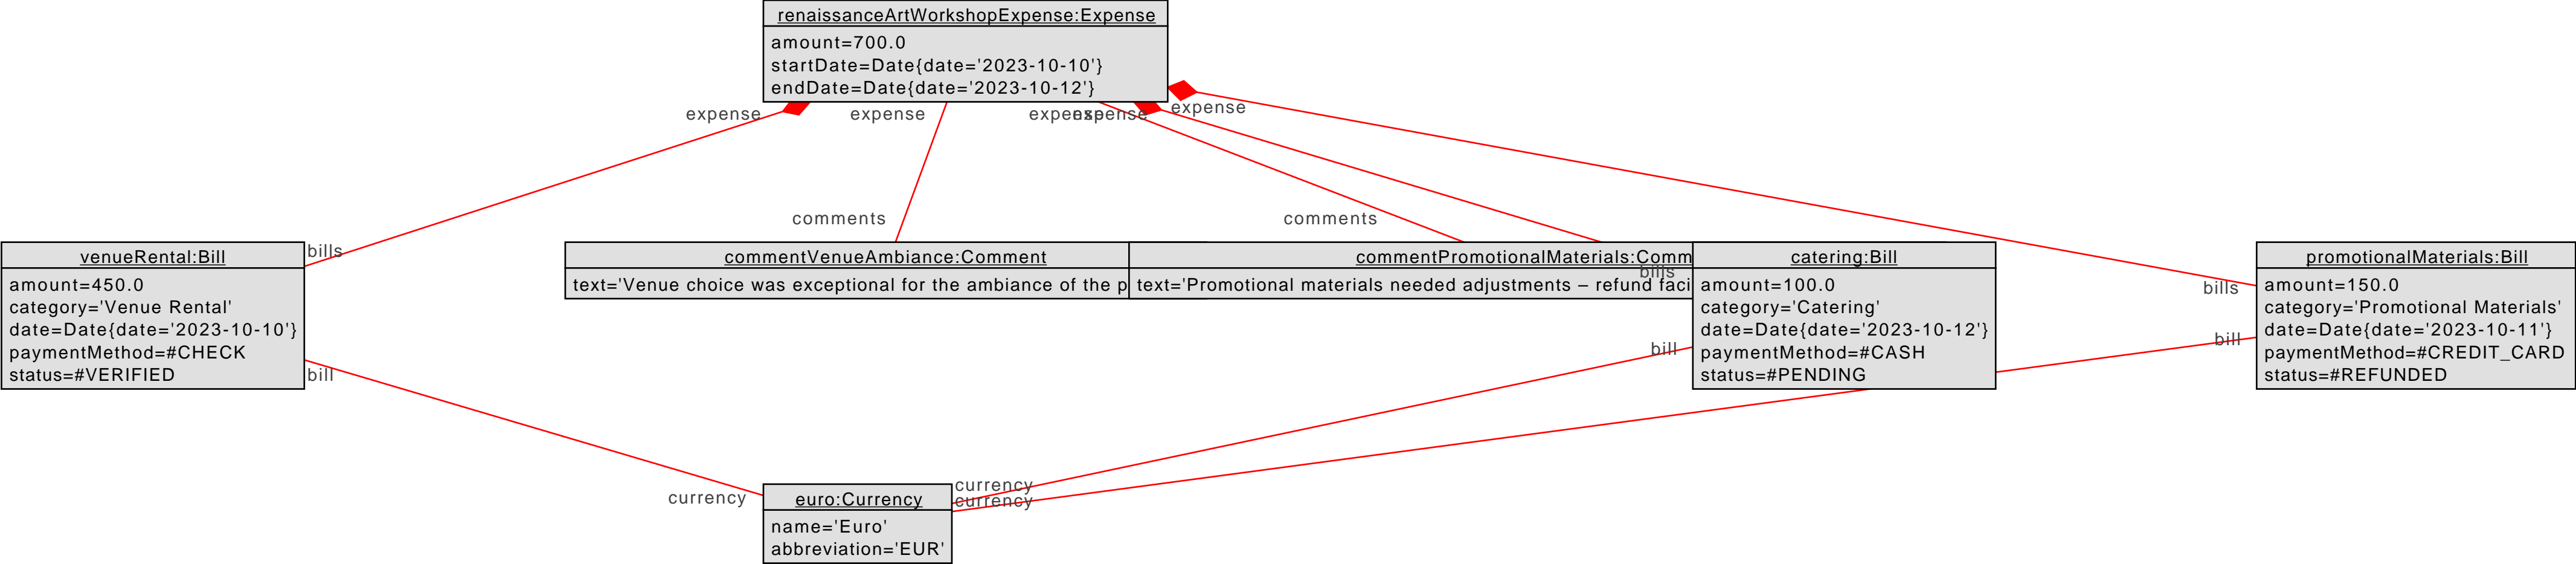 renaissanceArtWorkshopExpense:Expense
amount=700.0
startDate=Date{date='2023-10-10'}
endDate=Date{date='2023-10-12'}
expense
expense
expense
expense
expense
comments
comments
bills
bills
bills
venueRental:Bill
amount=450.0
category='Venue Rental'
date=Date{date='2023-10-10'}
paymentMethod=#CHECK
status=#VERIFIED
commentVenueAmbiance:Comment
text='Venue choice was exceptional for the ambiance of the p
commentPromotionalMaterials:Comm
text='Promotional materials needed adjustments – refund faci
catering:Bill
amount=100.0
category='Catering'
date=Date{date='2023-10-12'}
paymentMethod=#CASH
status=#PENDING
promotionalMaterials:Bill
amount=150.0
category='Promotional Materials'
date=Date{date='2023-10-11'}
paymentMethod=#CREDIT_CARD
status=#REFUNDED
bill
bill
bill
currency
currency
currency
euro:Currency
name='Euro'
abbreviation='EUR'